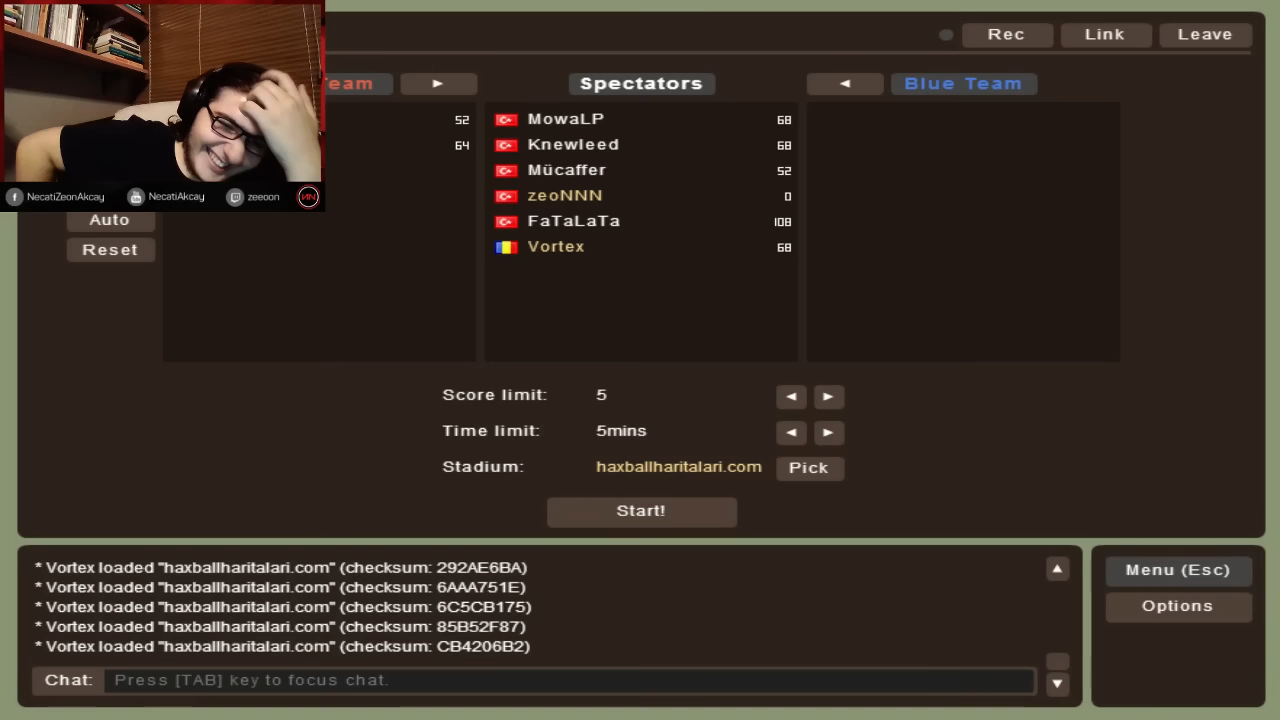 Rec
Link
Leave
eam
►
Spectators
◄
Blue Team
52
64
MowaLP 68
Knewleed 68
Mücaffer 52
zeoNNN 0
FaTaLaTa 108
Vortex 68
NecatiZeonAkcay
NecatiAkcay
zeeoon
Auto
Reset
Score limit: 5 ◄ ►
Time limit: 5mins ◄ ►
Stadium: haxballharitalari.com Pick
Start!
* Vortex loaded "haxballharitalari.com" (checksum: 292AE6BA)
* Vortex loaded "haxballharitalari.com" (checksum: 6AAA751E)
* Vortex loaded "haxballharitalari.com" (checksum: 6C5CB175)
* Vortex loaded "haxballharitalari.com" (checksum: 85B52F87)
* Vortex loaded "haxballharitalari.com" (checksum: CB4206B2)
Chat: Press [TAB] key to focus chat.
Menu (Esc)
Options